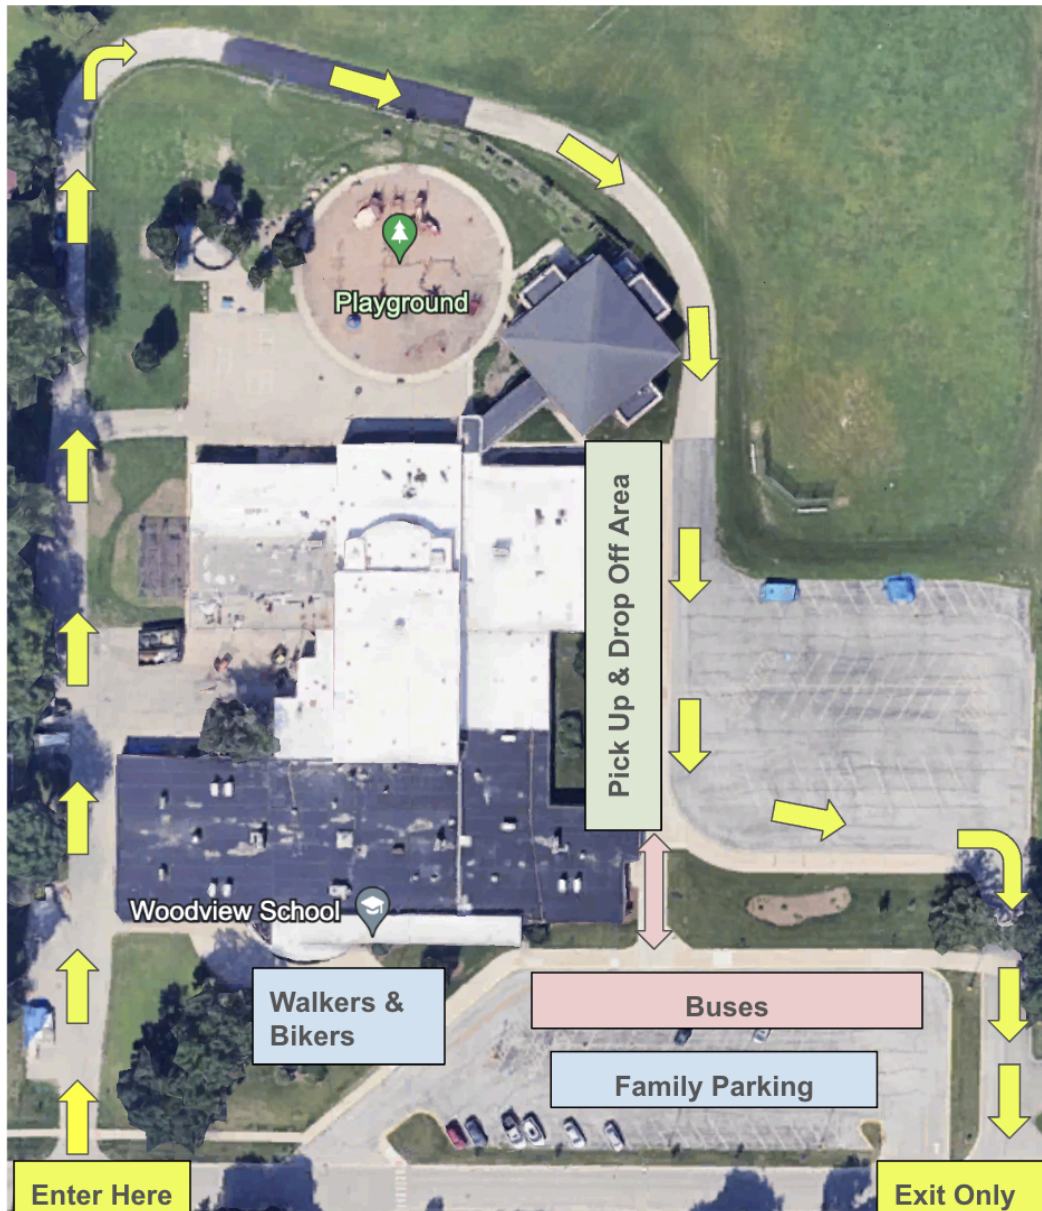 Playground
Pick Up & Drop Off Area
Woodview School
Walkers &
Bikers
Buses
Family Parking
Enter Here
Exit Only